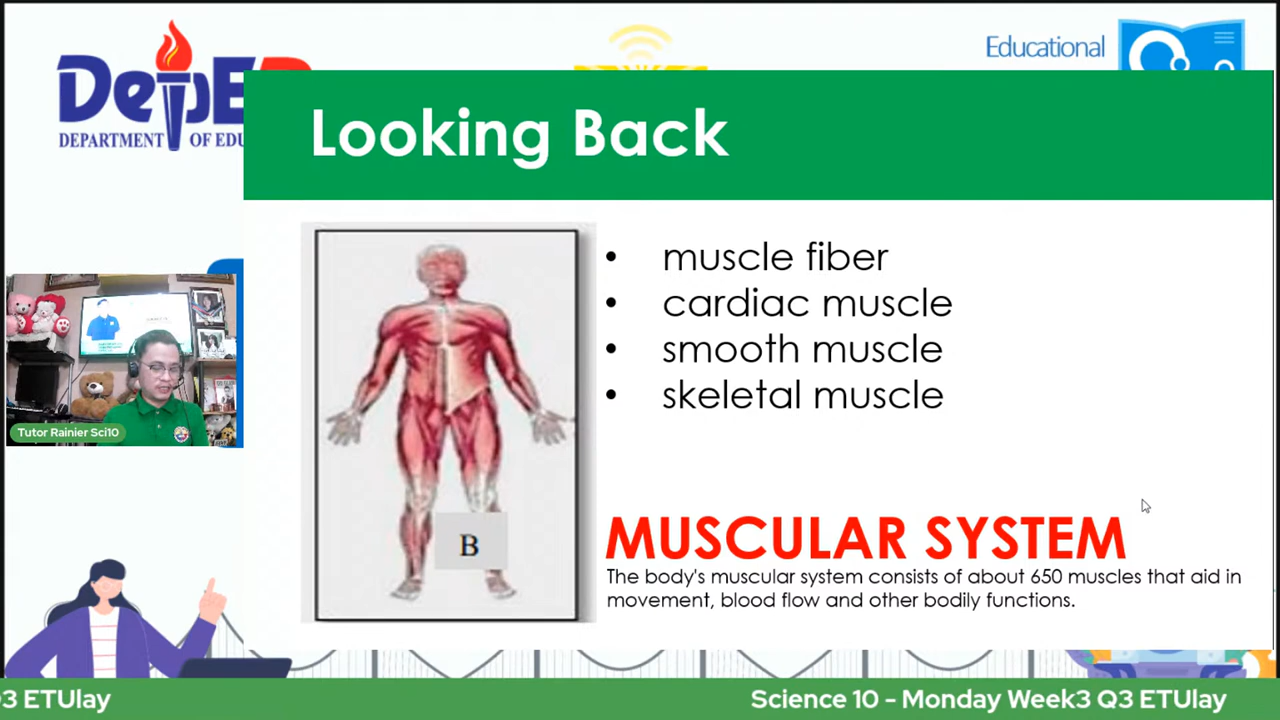 DepE
DEPARTMENT OF EDU
Educational
Looking Back
• muscle fiber
• cardiac muscle
• smooth muscle
• skeletal muscle
B
MUSCULAR SYSTEM
The body's muscular system consists of about 650 muscles that aid in
movement, blood flow and other bodily functions.
Tutor Rainier Sci10
3 ETUlay
Science 10 - Monday Week3 Q3 ETUlay